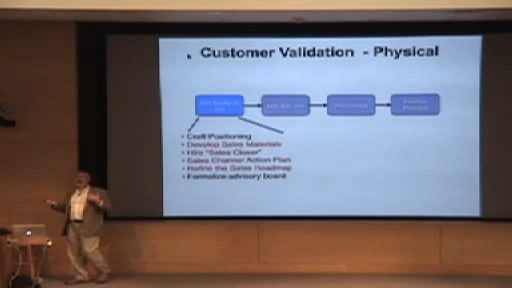 Customer Validation - Physical
Positioning
• Craft Positioning
• Develop Sales Materials
• Hire "Sales Closer"
• Sales Channel Action Plan
• Refine the Sales Roadmap
• Formalize advisory board